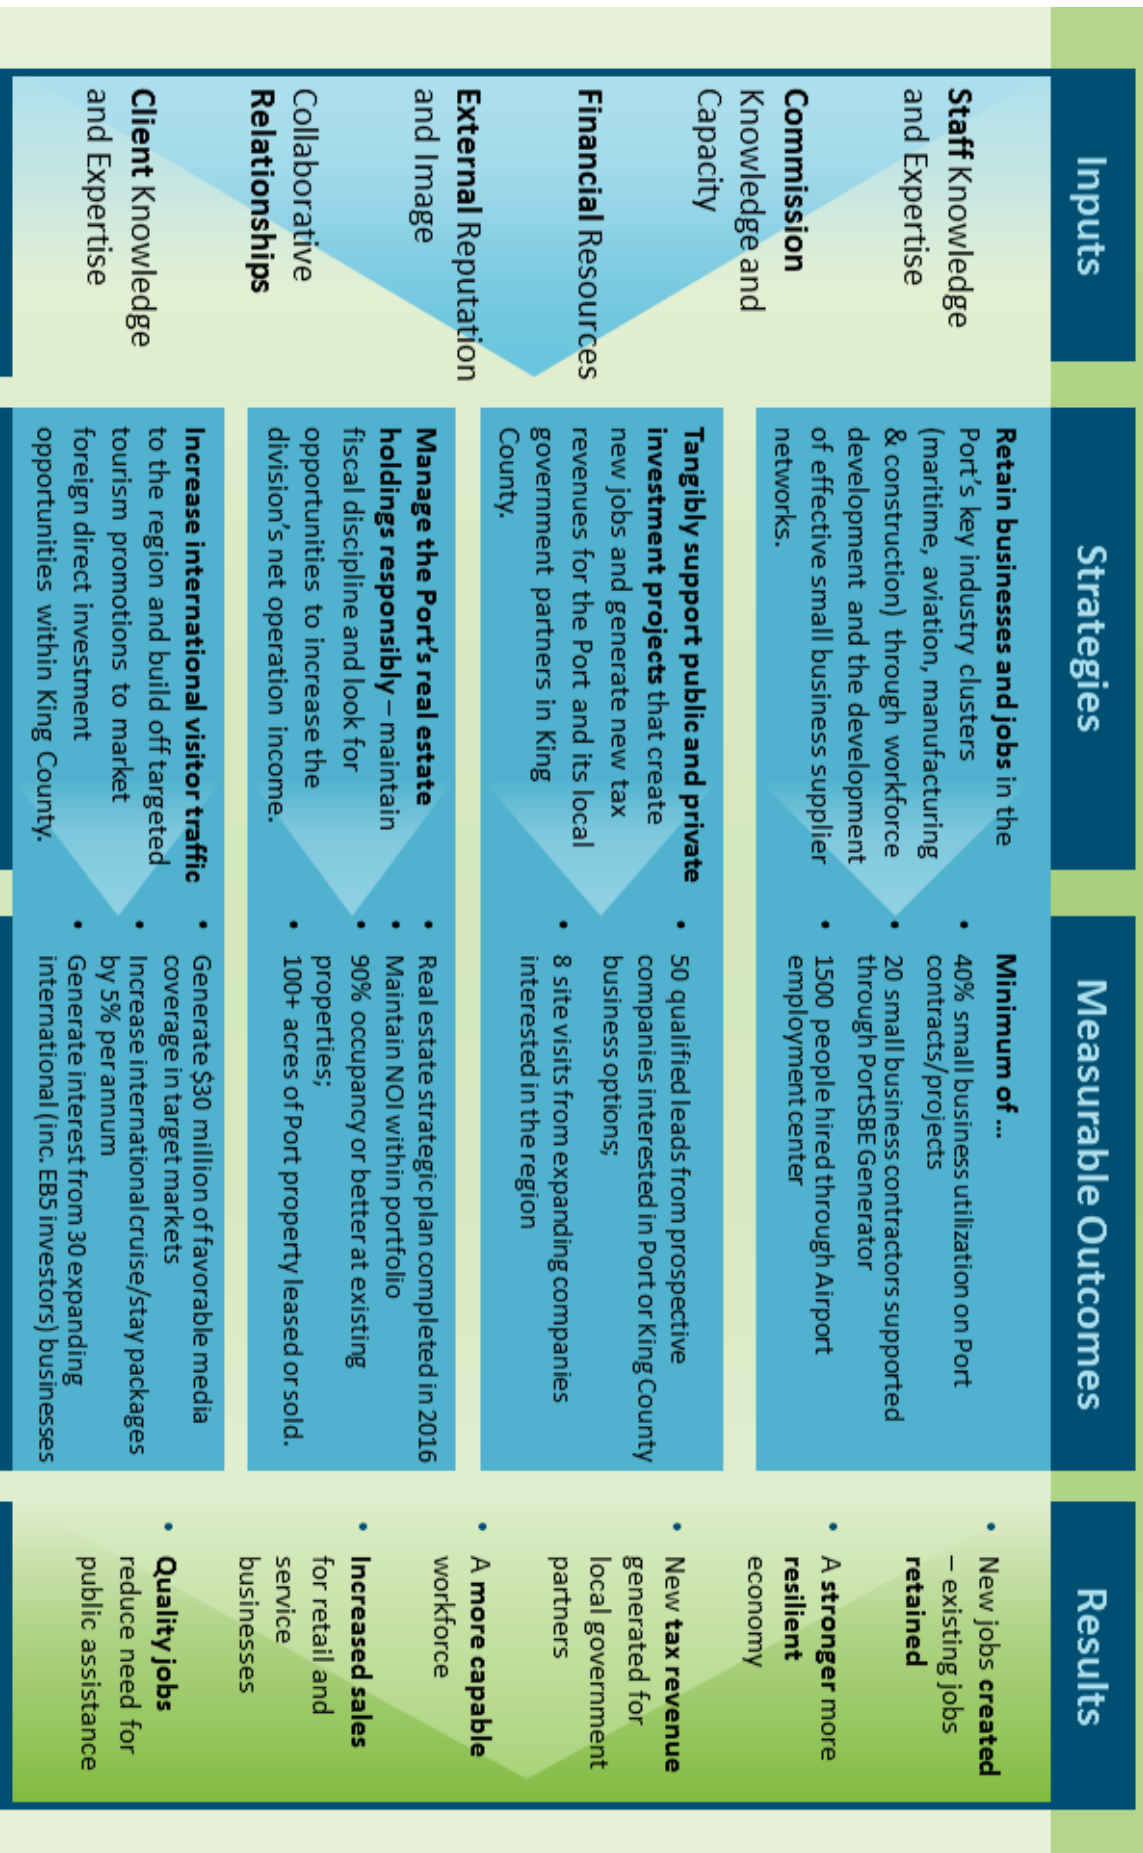 Inputs
Staff Knowledge
and Expertise
Commission
Knowledge and
Capacity
Financial Resources
External Reputation
and Image
Collaborative
Relationships
Client Knowledge
and Expertise
Strategies
Retain businesses and jobs in the
Port's key industry clusters
(maritime, aviation, manufacturing
& construction) through workforce
development and the development
of effective small business supplier
networks.
Tangibly support public and private
investment projects that create
new jobs and generate new tax
revenues for the Port and its local
government partners in King
County.
Manage the Port's real estate
holdings responsibly – maintain
fiscal discipline and look for
opportunities to increase the
division's net operation income.
Increase international visitor traffic
to the region and build off targeted
tourism promotions to market
foreign direct investment
opportunities within King County.
Measurable Outcomes
Minimum of ...
• 40% small business utilization on Port
contracts/projects
• 20 small business contractors supported
through PortSBE Generator
• 1500 people hired through Airport
employment center
• 50 qualified leads from prospective
companies interested in Port or King County
business options;
• 8 site visits from expanding companies
interested in the region
• Real estate strategic plan completed in 2016
• Maintain NOI within portfolio
• 90% occupancy or better at existing
properties;
• 100+ acres of Port property leased or sold.
• Generate $30 million of favorable media
coverage in target markets
• Increase international cruise/stay packages
by 5% per annum
• Generate interest from 30 expanding
international (inc. EB5 investors) businesses
Results
• New jobs created
– existing jobs
retained
• A stronger more
resilient
economy
• New tax revenue
generated for
local government
partners
• A more capable
workforce
• Increased sales
for retail and
service
businesses
• Quality jobs
reduce need for
public assistance